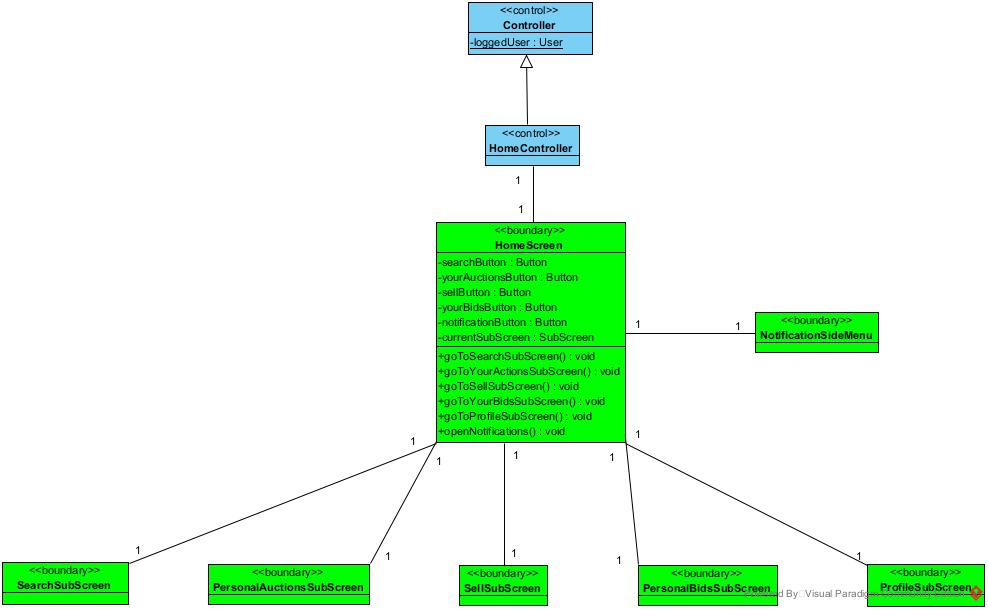 <<control>>
Controller
-loggedUser : User
<<control>>
HomeController
1
1
<<boundary>>
HomeScreen
-searchButton : Button
-yourAuctionsButton : Button
-sellButton : Button
-yourBidsButton : Button
-notificationButton : Button
-currentSubScreen : SubScreen
+goToSearchSubScreen() : void
+goToYourActionsSubScreen() : void
+goToSellSubScreen() : void
+goToYourBidsSubScreen() : void
+goToProfileSubScreen() : void
+openNotifications() : void
1
1
<<boundary>>
NotificationSideMenu
1
1
1
1
1
1
1
1
1
1
<<boundary>>
SearchSubScreen
<<boundary>>
PersonalAuctionsSubScreen
<<boundary>>
SellSubScreen
<<boundary>>
PersonalBidsSubScreen
<<boundary>>
ProfileSubScreen
By Visual Paradigm